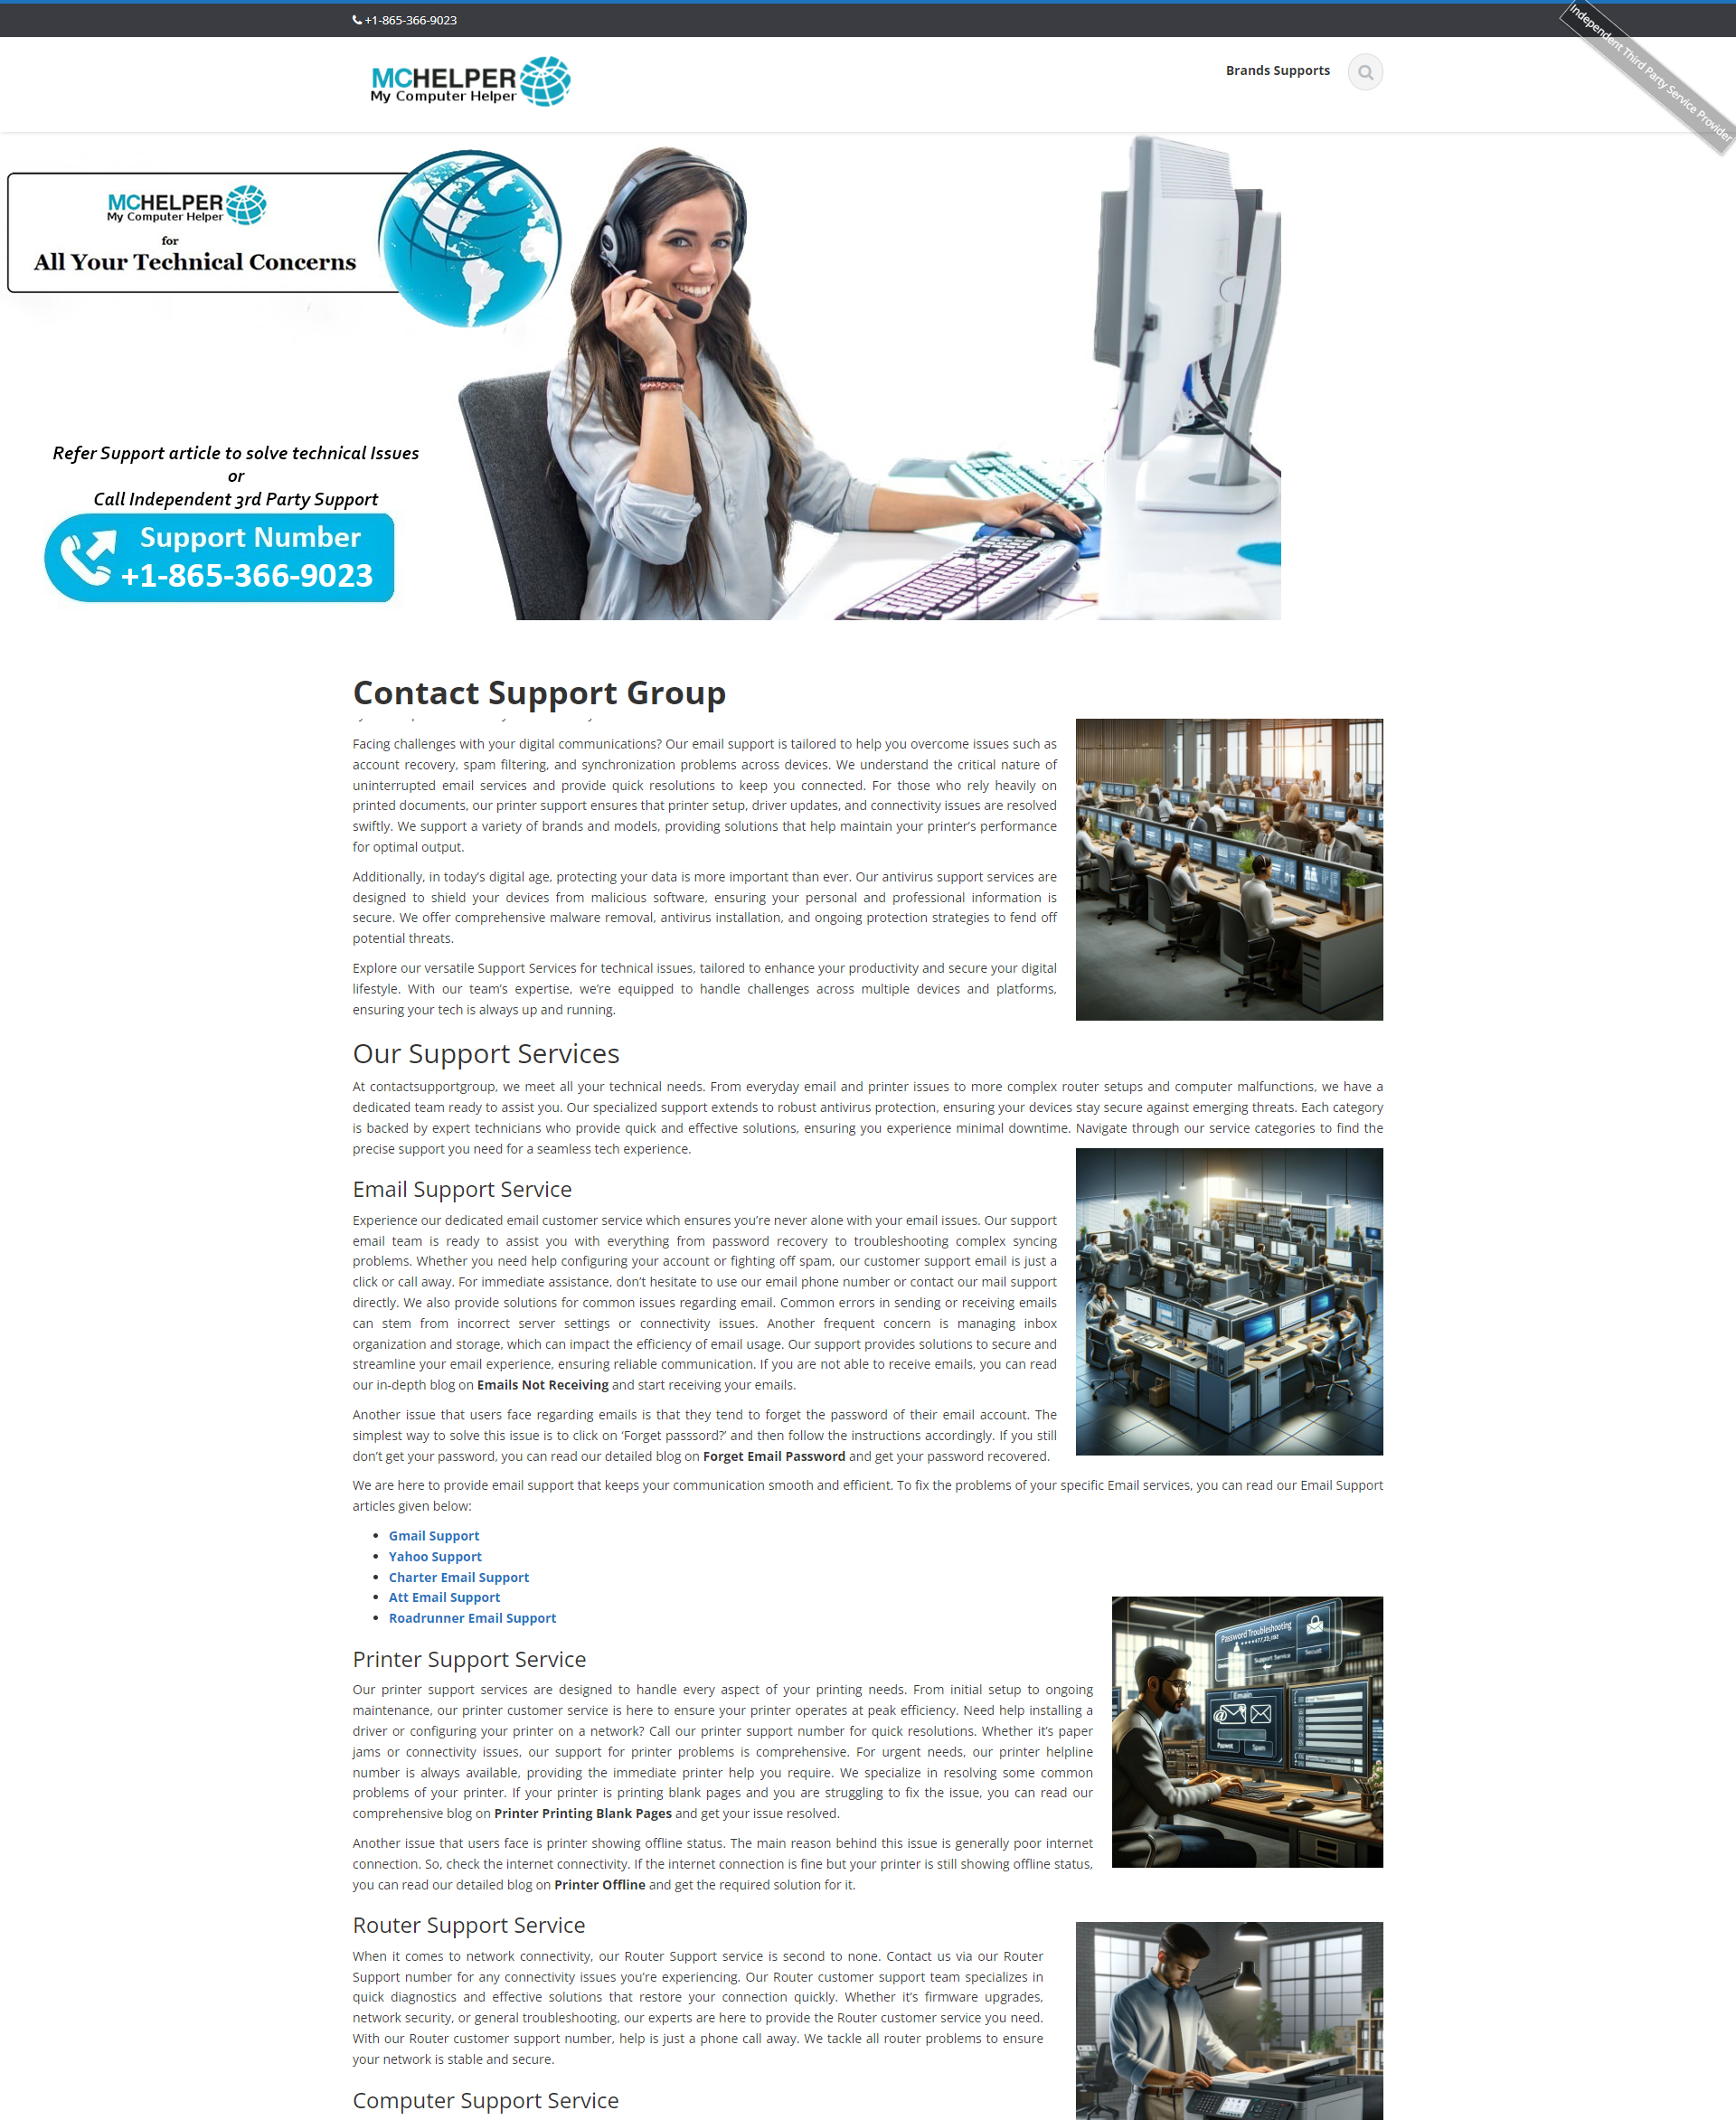 +1-865-366-9023
Independent Third Party Service Provider
MCHELPER
My Computer Helper
Brands Supports
MCHELPER
My Computer Helper
for
All Your Technical Concerns
Refer Support article to solve technical Issues
or
Call Independent 3rd Party Support
Support Number
+1-865-366-9023
Contact Support Group
Facing challenges with your digital communications? Our email support is tailored to help you overcome issues such as
account recovery, spam filtering, and synchronization problems across devices. We understand the critical nature of
uninterrupted email services and provide quick resolutions to keep you connected. For those who rely heavily on
printed documents, our printer support ensures that printer setup, driver updates, and connectivity issues are resolved
swiftly. We support a variety of brands and models, providing solutions that help maintain your printer's performance
for optimal output.
Additionally, in today's digital age, protecting your data is more important than ever. Our antivirus support services are
designed to shield your devices from malicious software, ensuring your personal and professional information is
secure. We offer comprehensive malware removal, antivirus installation, and ongoing protection strategies to fend off
potential threats.
Explore our versatile Support Services for technical issues, tailored to enhance your productivity and secure your digital
lifestyle. With our team's expertise, we're equipped to handle challenges across multiple devices and platforms,
ensuring your tech is always up and running.
Our Support Services
At contactsupportgroup, we meet all your technical needs. From everyday email and printer issues to more complex router setups and computer malfunctions, we have a
dedicated team ready to assist you. Our specialized support extends to robust antivirus protection, ensuring your devices stay secure against emerging threats. Each category
is backed by expert technicians who provide quick and effective solutions, ensuring you experience minimal downtime. Navigate through our service categories to find the
precise support you need for a seamless tech experience.
Email Support Service
Experience our dedicated email customer service which ensures you're never alone with your email issues. Our support
email team is ready to assist you with everything from password recovery to troubleshooting complex syncing
problems. Whether you need help configuring your account or fighting off spam, our customer support email is just a
click or call away. For immediate assistance, don't hesitate to use our email phone number or contact our mail support
directly. We also provide solutions for common issues regarding email. Common errors in sending or receiving emails
can stem from incorrect server settings or connectivity issues. Another frequent concern is managing inbox
organization and storage, which can impact the efficiency of email usage. Our support provides solutions to secure and
streamline your email experience, ensuring reliable communication. If you are not able to receive emails, you can read
our in-depth blog on Emails Not Receiving and start receiving your emails.
Another issue that users face regarding emails is that they tend to forget the password of their email account. The
simplest way to solve this issue is to click on 'Forget passsord?' and then follow the instructions accordingly. If you still
don't get your password, you can read our detailed blog on Forget Email Password and get your password recovered.
We are here to provide email support that keeps your communication smooth and efficient. To fix the problems of your specific Email services, you can read our Email Support
articles given below:
Gmail Support
Yahoo Support
Charter Email Support
Att Email Support
Roadrunner Email Support
Password Troubleshooting
Support Service
Printer Support Service
Our printer support services are designed to handle every aspect of your printing needs. From initial setup to ongoing
maintenance, our printer customer service is here to ensure your printer operates at peak efficiency. Need help installing a
driver or configuring your printer on a network? Call our printer support number for quick resolutions. Whether it's paper
jams or connectivity issues, our support for printer problems is comprehensive. For urgent needs, our printer helpline
number is always available, providing the immediate printer help you require. We specialize in resolving some common
problems of your printer. If your printer is printing blank pages and you are struggling to fix the issue, you can read our
comprehensive blog on Printer Printing Blank Pages and get your issue resolved.
Another issue that users face is printer showing offline status. The main reason behind this issue is generally poor internet
connection. So, check the internet connectivity. If the internet connection is fine but your printer is still showing offline status,
you can read our detailed blog on Printer Offline and get the required solution for it.
Router Support Service
When it comes to network connectivity, our Router Support service is second to none. Contact us via our Router
Support number for any connectivity issues you're experiencing. Our Router customer support team specializes in
quick diagnostics and effective solutions that restore your connection quickly. Whether it's firmware upgrades,
network security, or general troubleshooting, our experts are here to provide the Router customer service you need.
With our Router customer support number, help is just a phone call away. We tackle all router problems to ensure
your network is stable and secure.
Computer Support Service